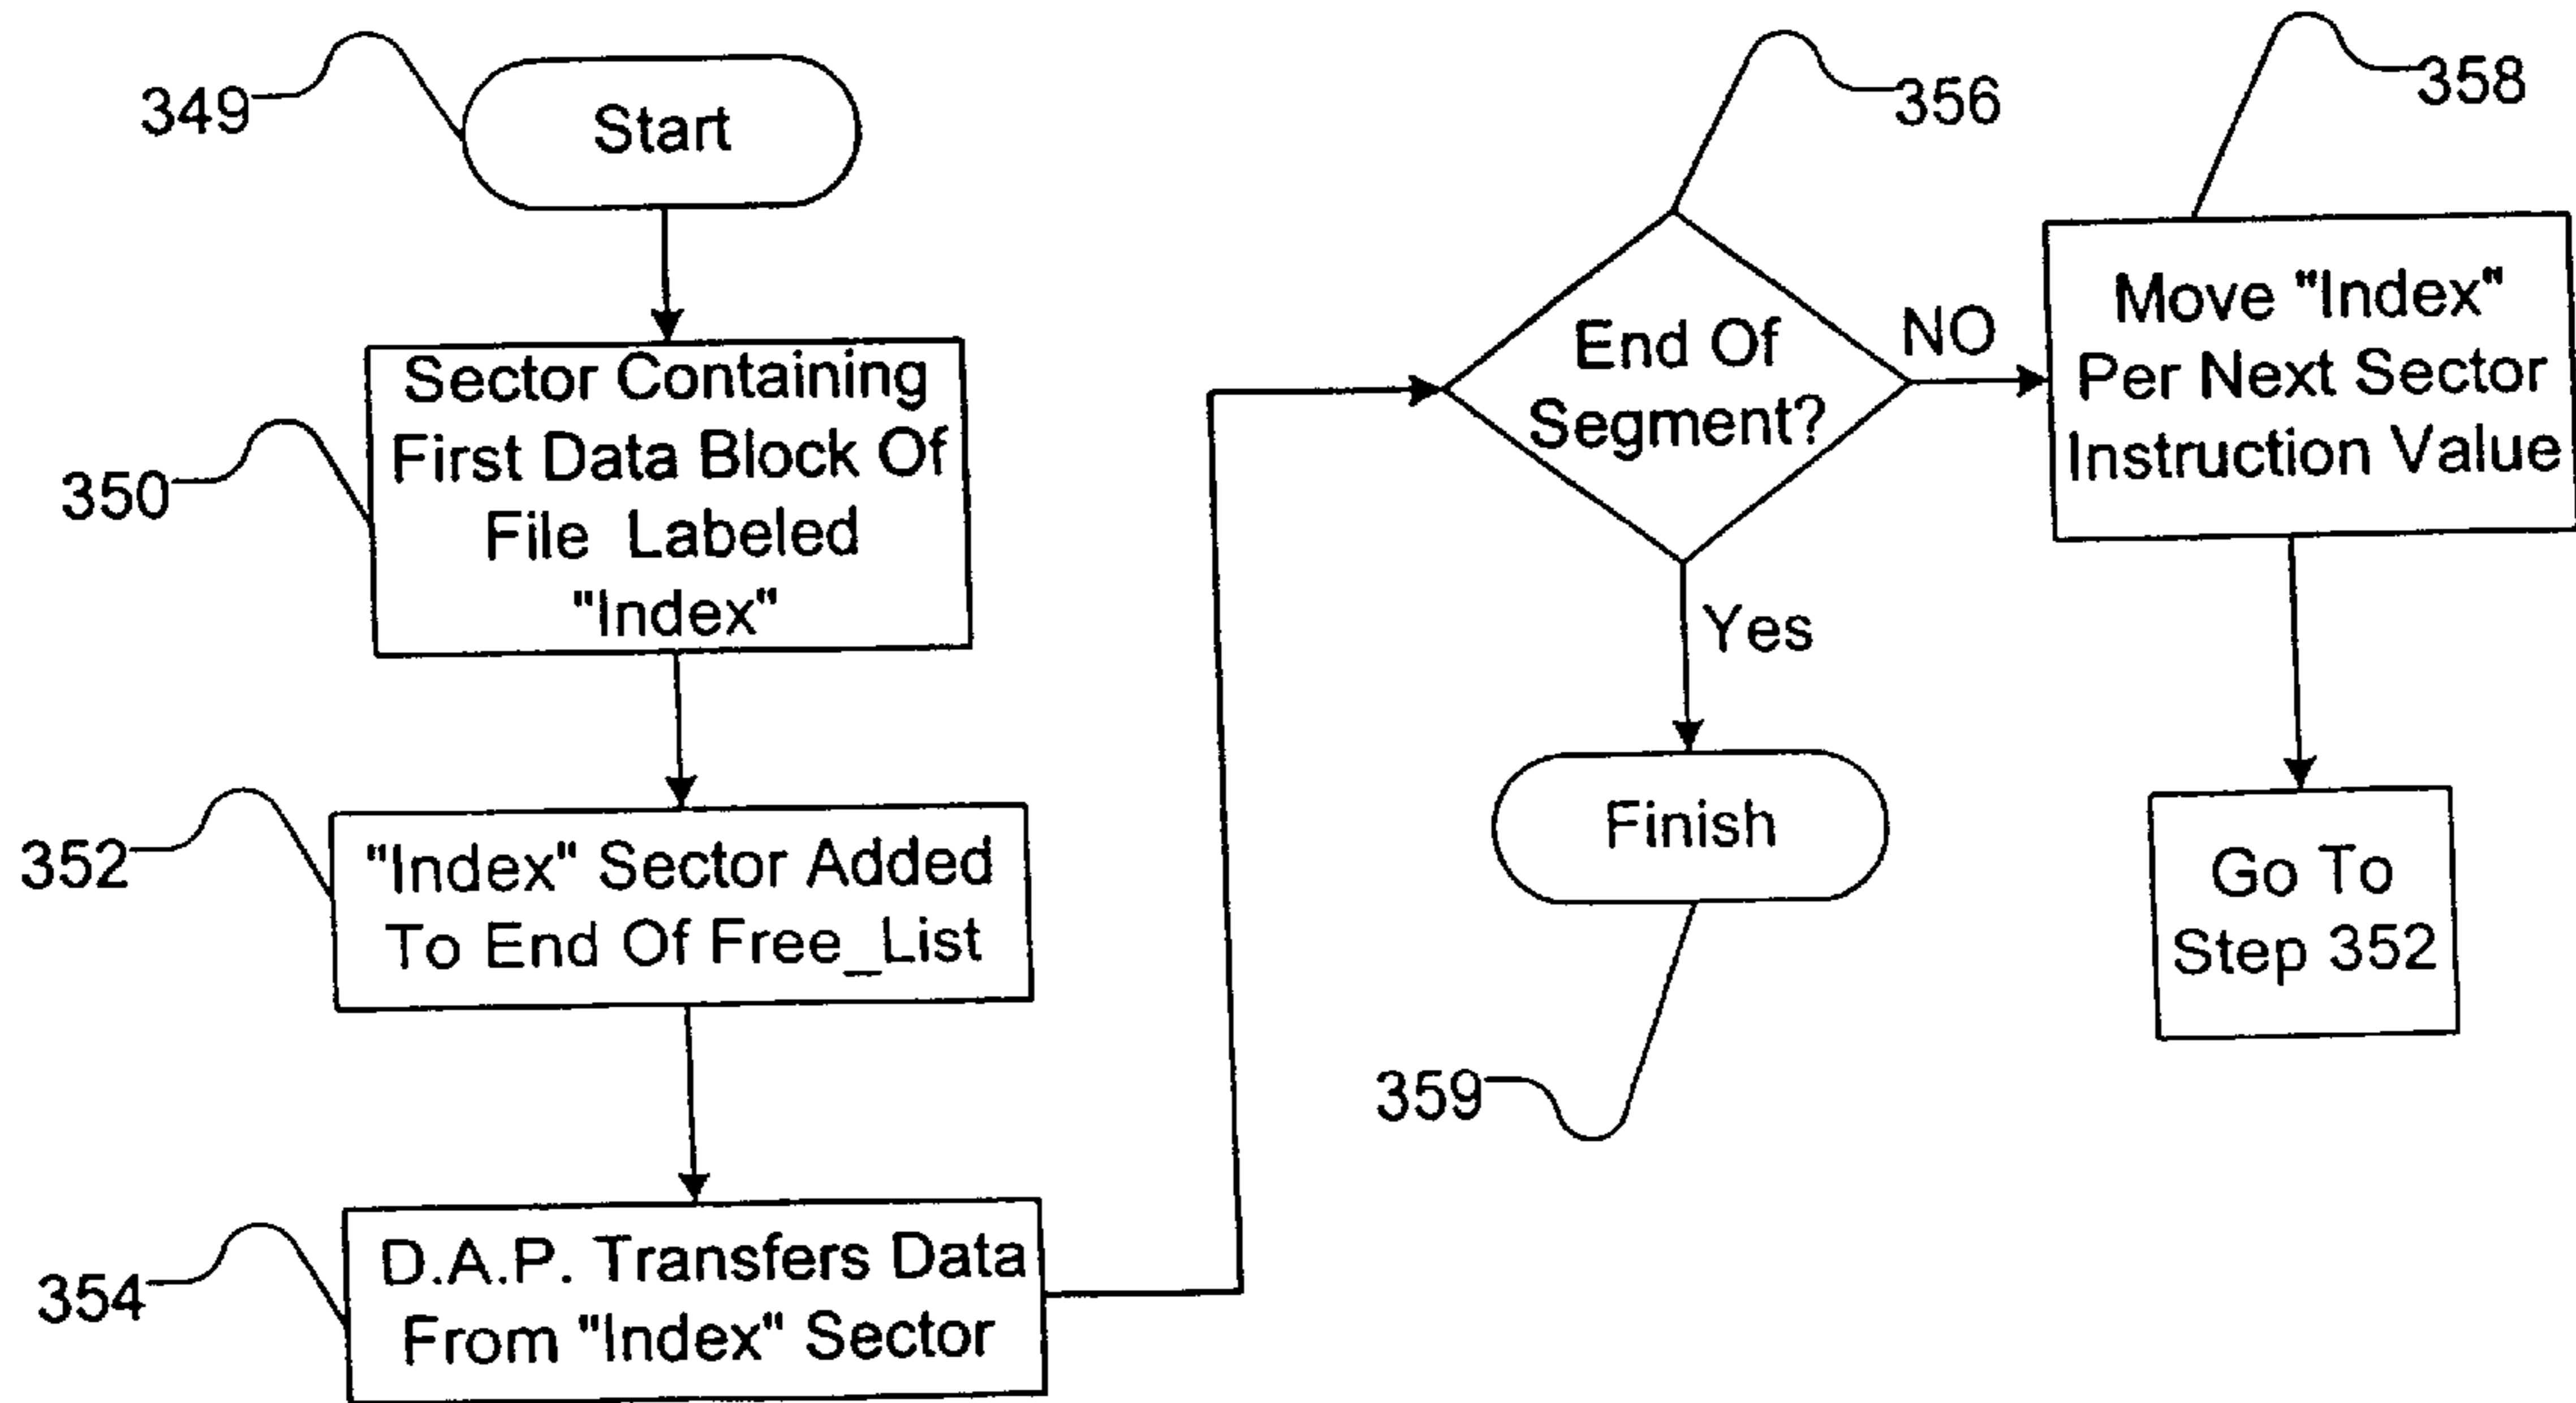 349
Start
350
Sector Containing
First Data Block Of
File Labeled
"Index"
352
"Index" Sector Added
To End Of Free_List
354
D.A.P. Transfers Data
From "Index" Sector
356
End Of
Segment?
NO
Yes
358
Move "Index"
Per Next Sector
Instruction Value
Finish
359
Go To
Step 352